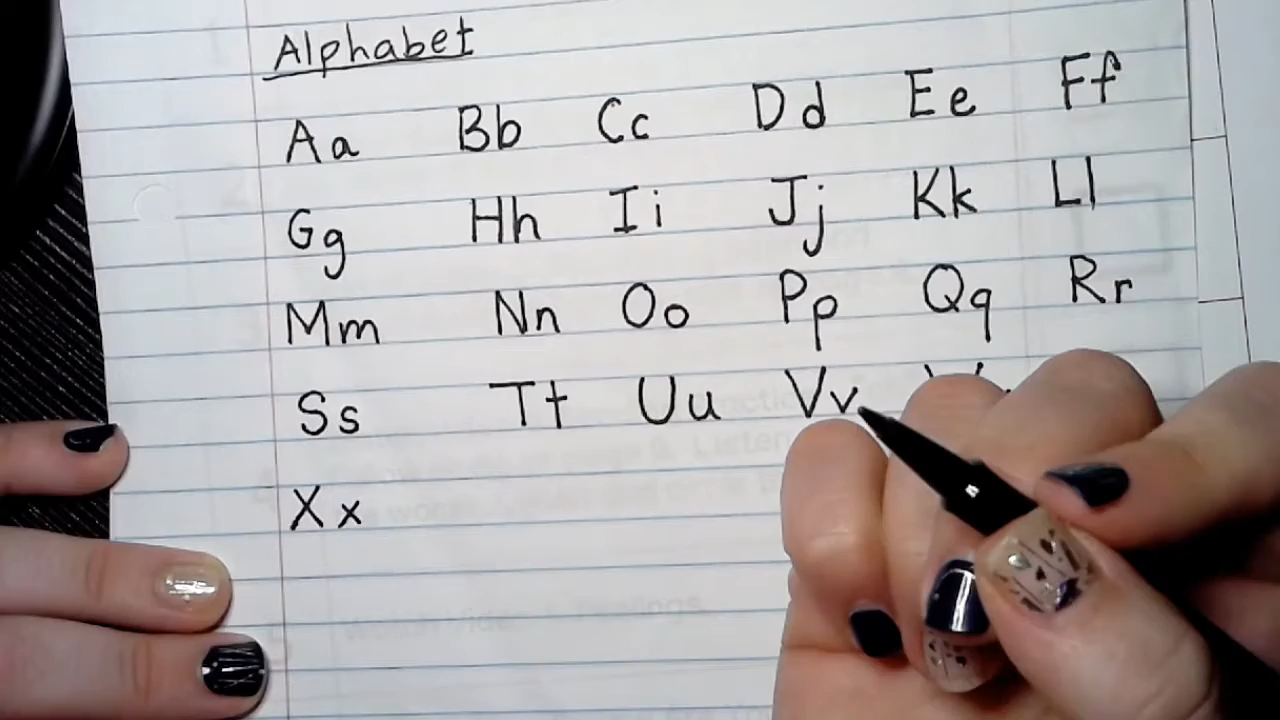 Alphabet
Aa Bb Cc Dd Ee Ff
Gg Hh Ii Jj Kk Ll
Mm Nn Oo Pp Qq Rr
Ss Tt Uu Vv
Xx